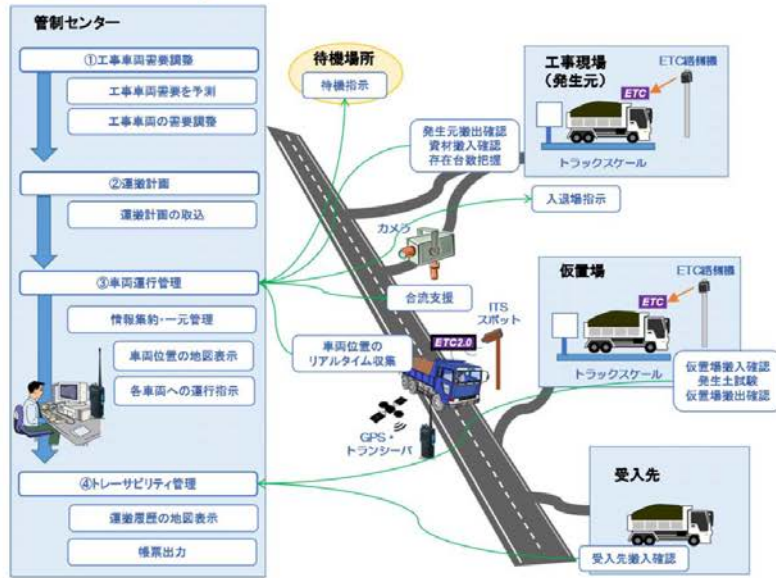 管制センター
①工事車両需要調整
工事車両需要を予測
工事車両の需要調整
②運搬計画
運搬計画の取込
③車両運行管理
情報集約・一元管理
車両位置の地図表示
各車両への運行指示
④トレーサビリティ管理
運搬履歴の地図表示
帳票出力
待機場所
待機指示
発生元搬出確認
資材搬入確認
存在台数把握
工事現場
（発生元）
ETC路側機
ETC
トラックスケール
入退場指示
カメラ
合流支援
車両位置の
リアルタイム収集
ETC2.0
ITS
スポット
GPS・
トランシーバ
仮置場
ETC路側機
ETC
トラックスケール
仮置場搬入確認
発生土試験
仮置場搬出確認
受入先
受入先搬入確認